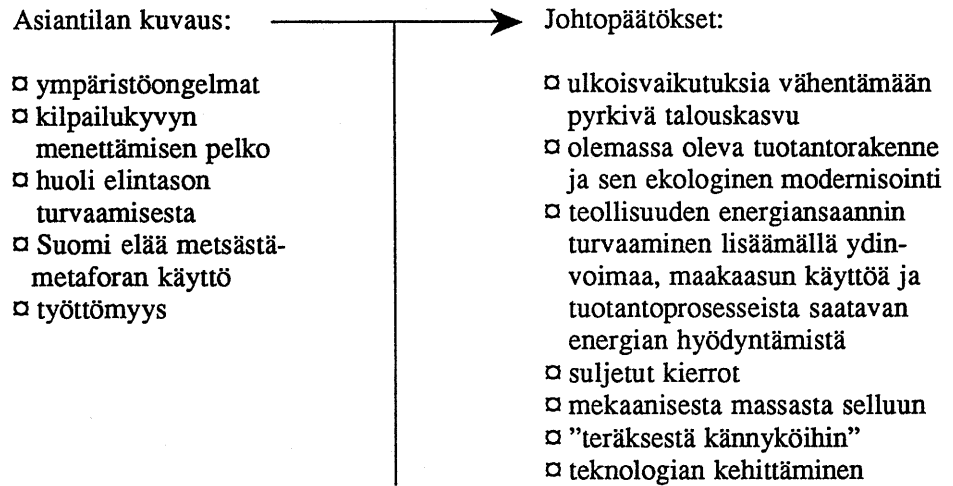 Asiantilan kuvaus:
¤ ympäristöongelmat
¤ kilpailukyvyn
menettämisen pelko
¤ huoli elintason
turvaamisesta
¤ Suomi elää metsästä-
metaforan käyttö
¤ työttömyys
Johtopäätökset:
¤ ulkoisvaikutuksia vähentämään
pyrkivä talouskasvu
¤ olemassa oleva tuotantorakenne
ja sen ekologinen modernisointi
¤ teollisuuden energiansaannin
turvaaminen lisäämällä ydin-
voimaa, maakaasun käyttöä ja
tuotantoprosesseista saatavan
energian hyödyntämistä
¤ suljetut kierrot
¤ mekaanisesta massasta selluun
¤ ”teräksestä kännyköihin”
¤ teknologian kehittäminen